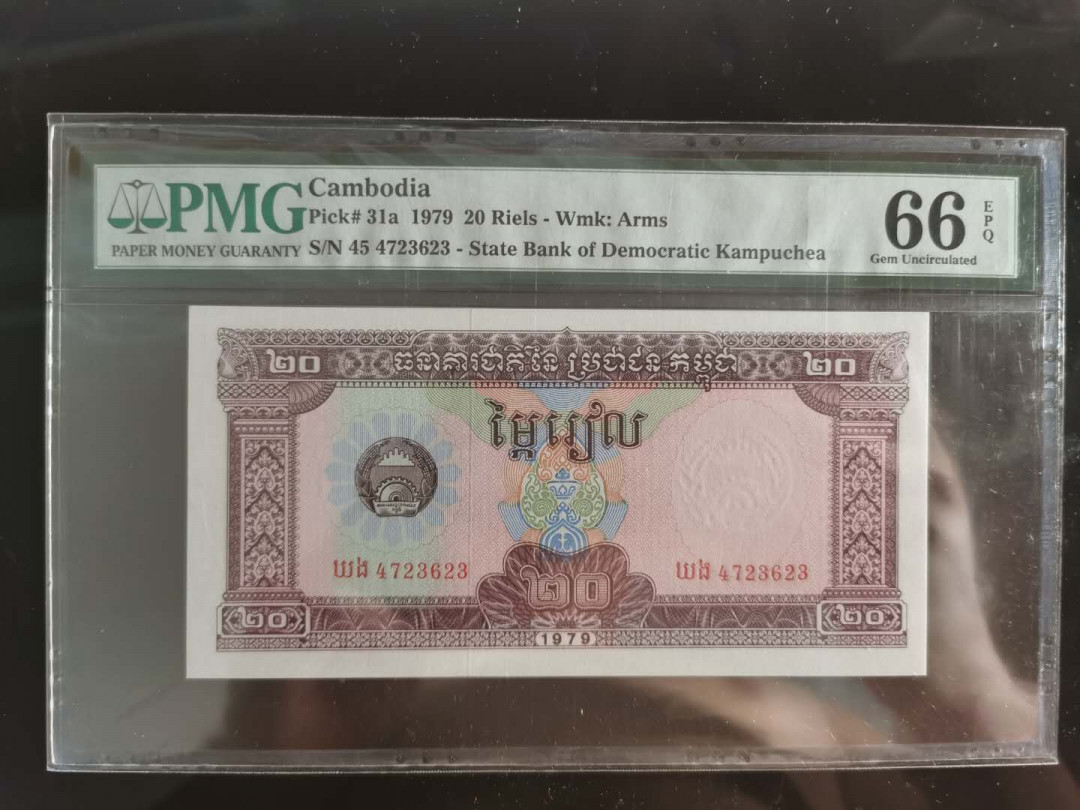 PMG
PAPER MONEY GUARANTY
Cambodia
Pick# 31a 1979 20 Riels - Wmk: Arms
S/N 45 4723623 - State Bank of Democratic Kampuchea
66
EPQ
Gem Uncirculated
២០ ធនាគារជាតិនៃ ប្រជាជនកម្ពុជា ២០
ម្ភៃរៀល
ឃង 4723623
ឃង 4723623
២០
២០ ២០
1979